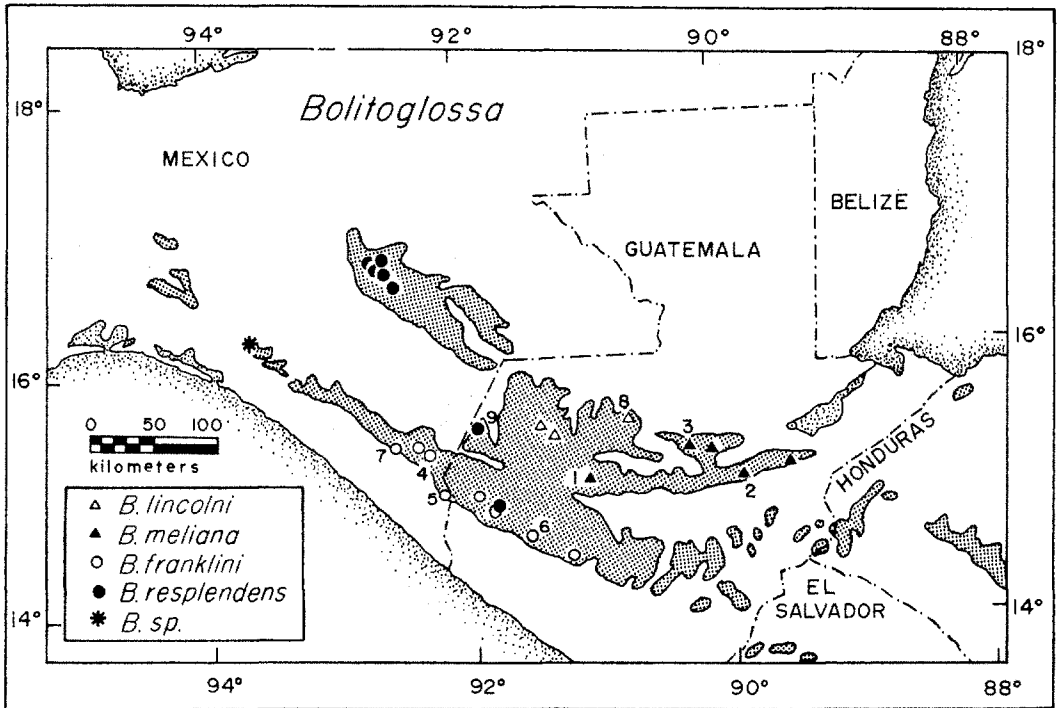 94° 92° 90° 88°
18° 18°
Bolitoglossa
MEXICO
BELIZE
GUATEMALA
16° 16°
8
9
3
7 4
1
5
2
6
HONDURAS
0 50 100
kilometers
B. lincolni
B. meliana
B. franklini
B. resplendens
B. sp.
EL
SALVADOR
14° 14°
94° 92° 90° 88°